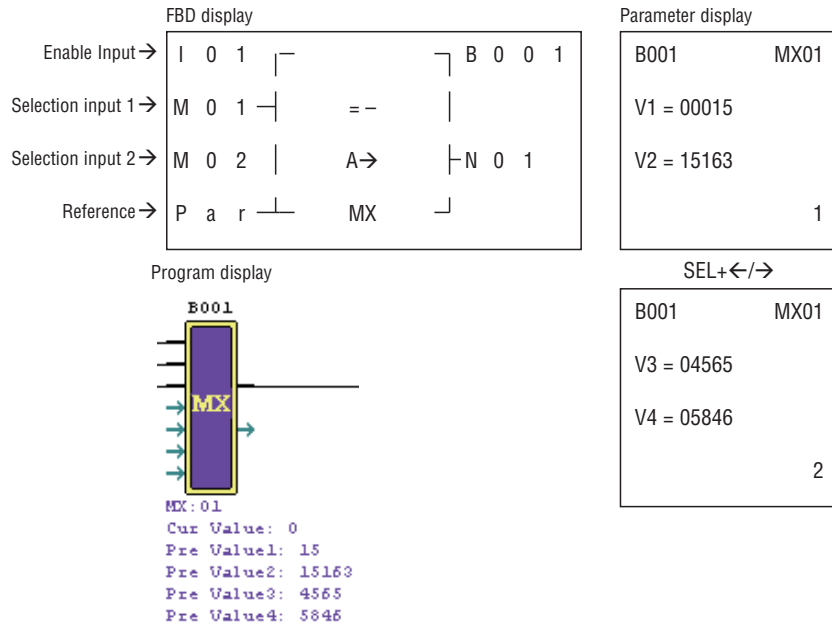 FBD display
Enable Input→ I 0 1 B 0 0 1
Selection input 1→ M 0 1 = –
Selection input 2→ M 0 2 A→ N 0 1
Reference→ P a r MX
Parameter display
B001 MX01
V1 = 00015
V2 = 15163
1
SEL+←/→
B001 MX01
V3 = 04565
V4 = 05846
2
Program display
B001
MX
MX:01
Cur Value: 0
Pre Value1: 15
Pre Value2: 15163
Pre Value3: 4565
Pre Value4: 5846